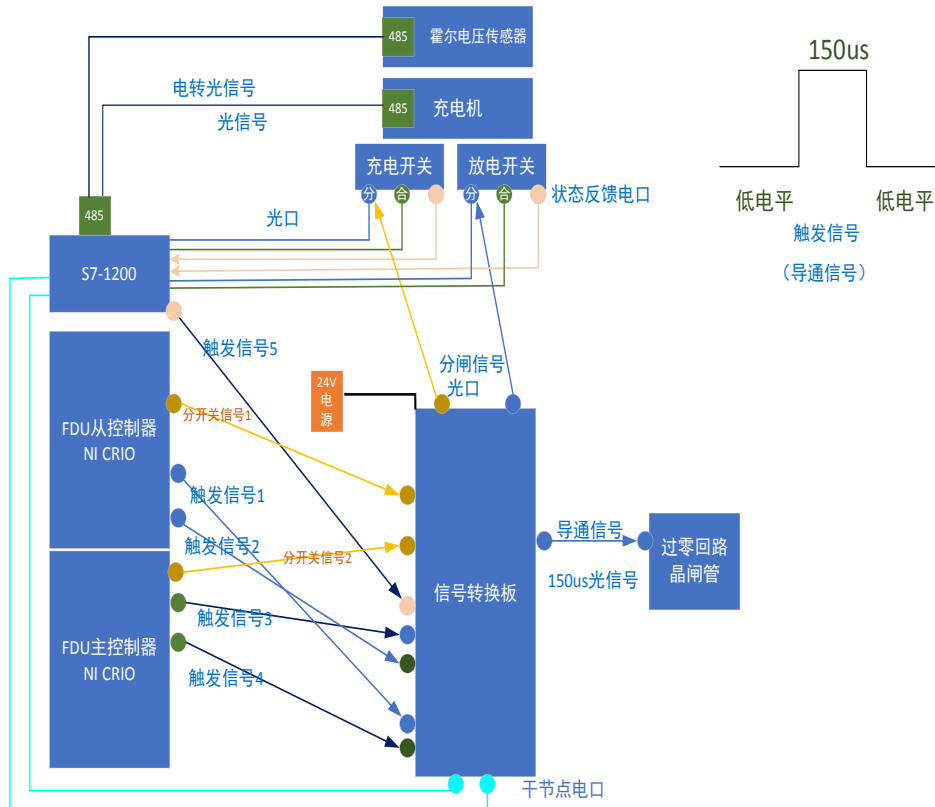 485
霍尔电压传感器
150us
电转光信号
485
充电机
光信号
充电开关
放电开关
分
合
分
合
状态反馈电口
低电平
低电平
485
光口
触发信号
（导通信号）
S7-1200
触发信号5
分闸信号
光口
24V
电
源
分开关信号1
FDU从控制器
NI CRIO
触发信号1
触发信号2
分开关信号2
导通信号
过零回路
晶闸管
150us光信号
信号转换板
触发信号3
FDU主控制器
NI CRIO
触发信号4
干节点电口